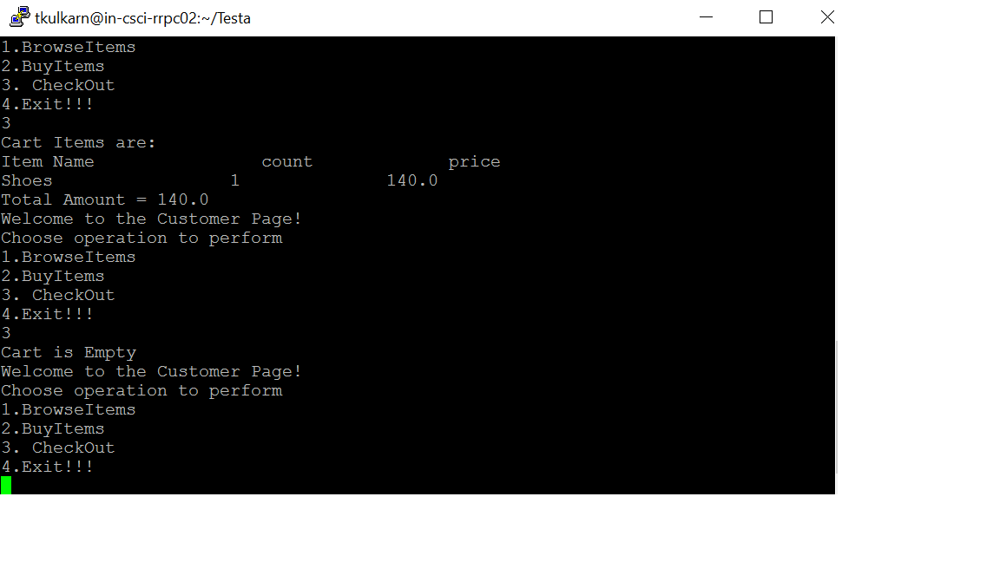 tkulkarn@in-csci-rrpc02:~/Testa
1.BrowseItems
2.BuyItems
3. CheckOut
4.Exit!!!
3
Cart Items are:
Item Name count price
Shoes 1 140.0
Total Amount = 140.0
Welcome to the Customer Page!
Choose operation to perform
1.BrowseItems
2.BuyItems
3. CheckOut
4.Exit!!!
3
Cart is Empty
Welcome to the Customer Page!
Choose operation to perform
1.BrowseItems
2.BuyItems
3. CheckOut
4.Exit!!!